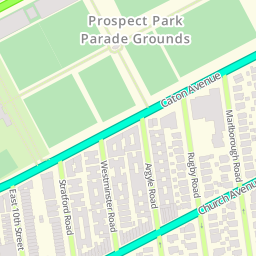 Prospect Park
Parade Grounds
Caton Avenue
Marlborough Road
Rugby Road
Argyle Road
Westminster Road
Stratford Road
East 10th Street
Church Avenue